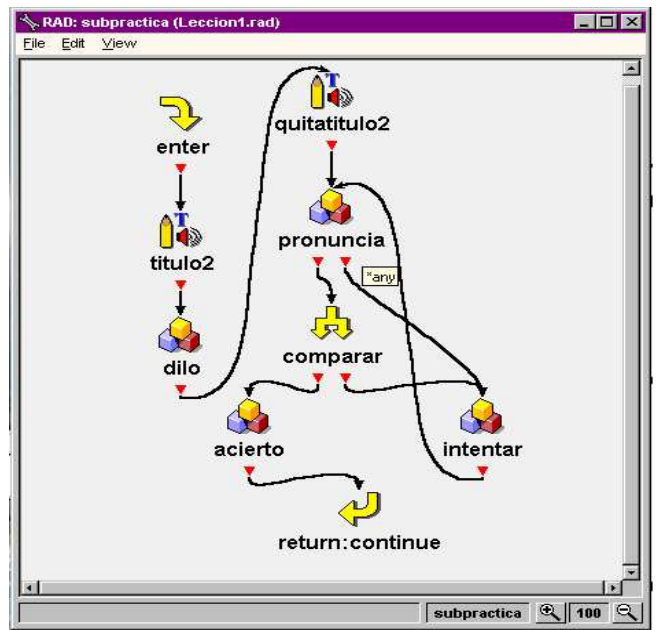 RAD: subpractica (Leccion1.rad)
File Edit View
T
quitatitulo2
enter
T
titulo2
pronuncia
*any
dilo
comparar
acierto
intentar
return:continue
subpractica 100